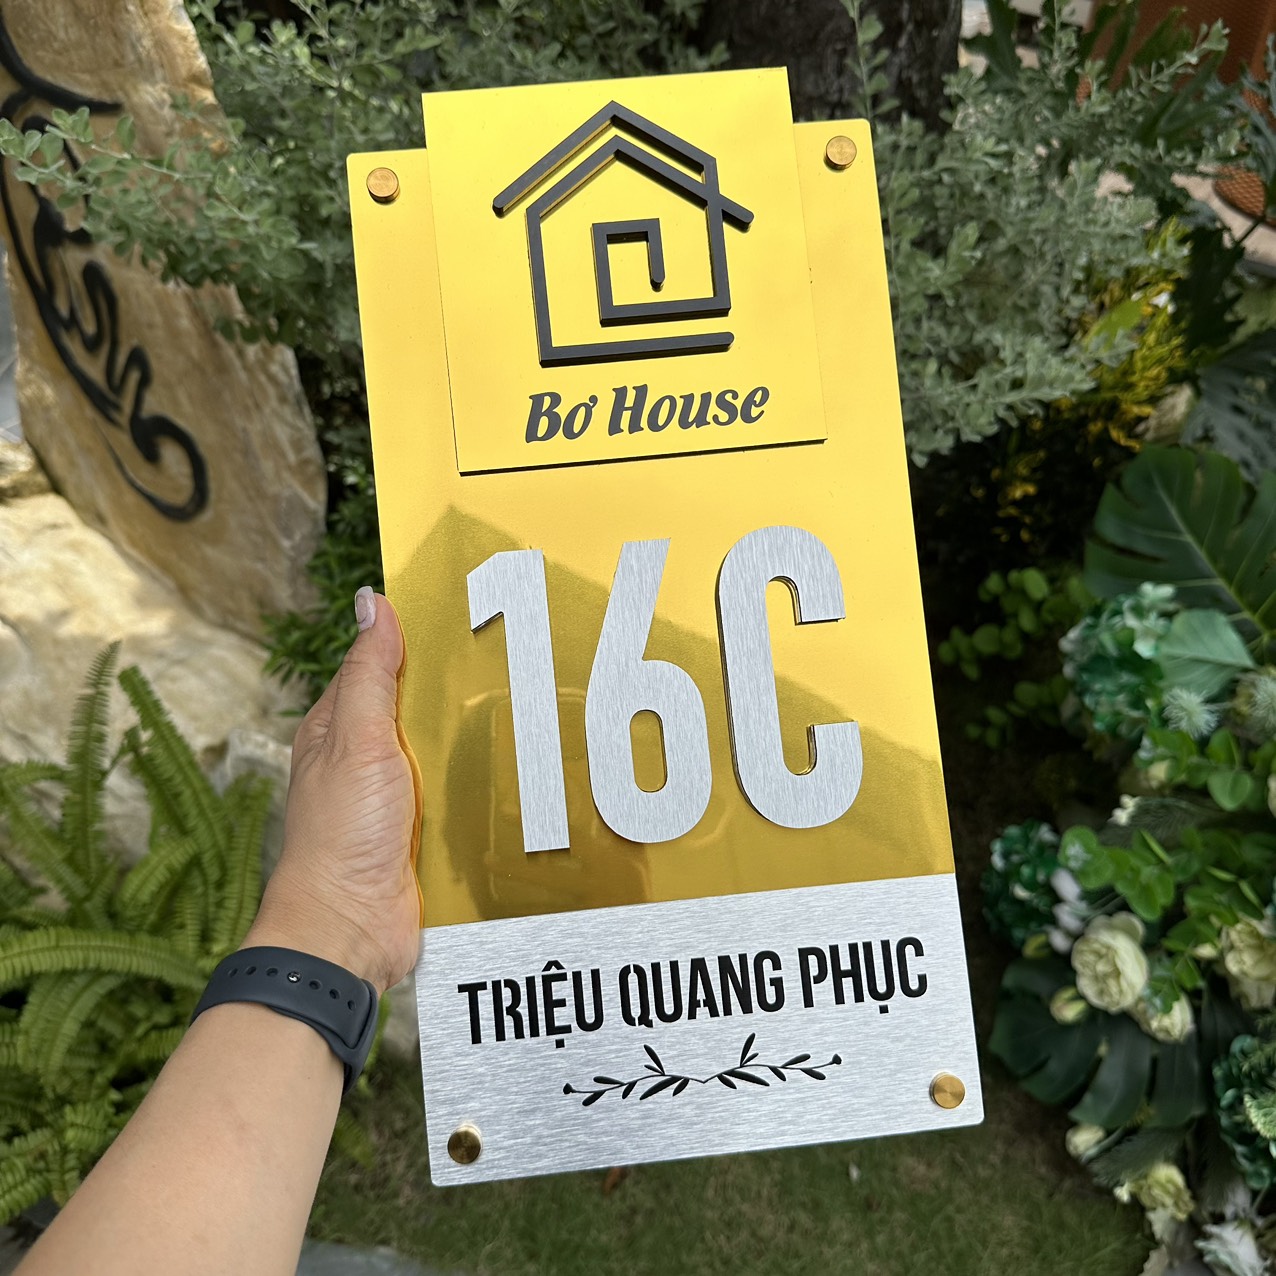 Bơ House
16C
TRIỆU QUANG PHỤC